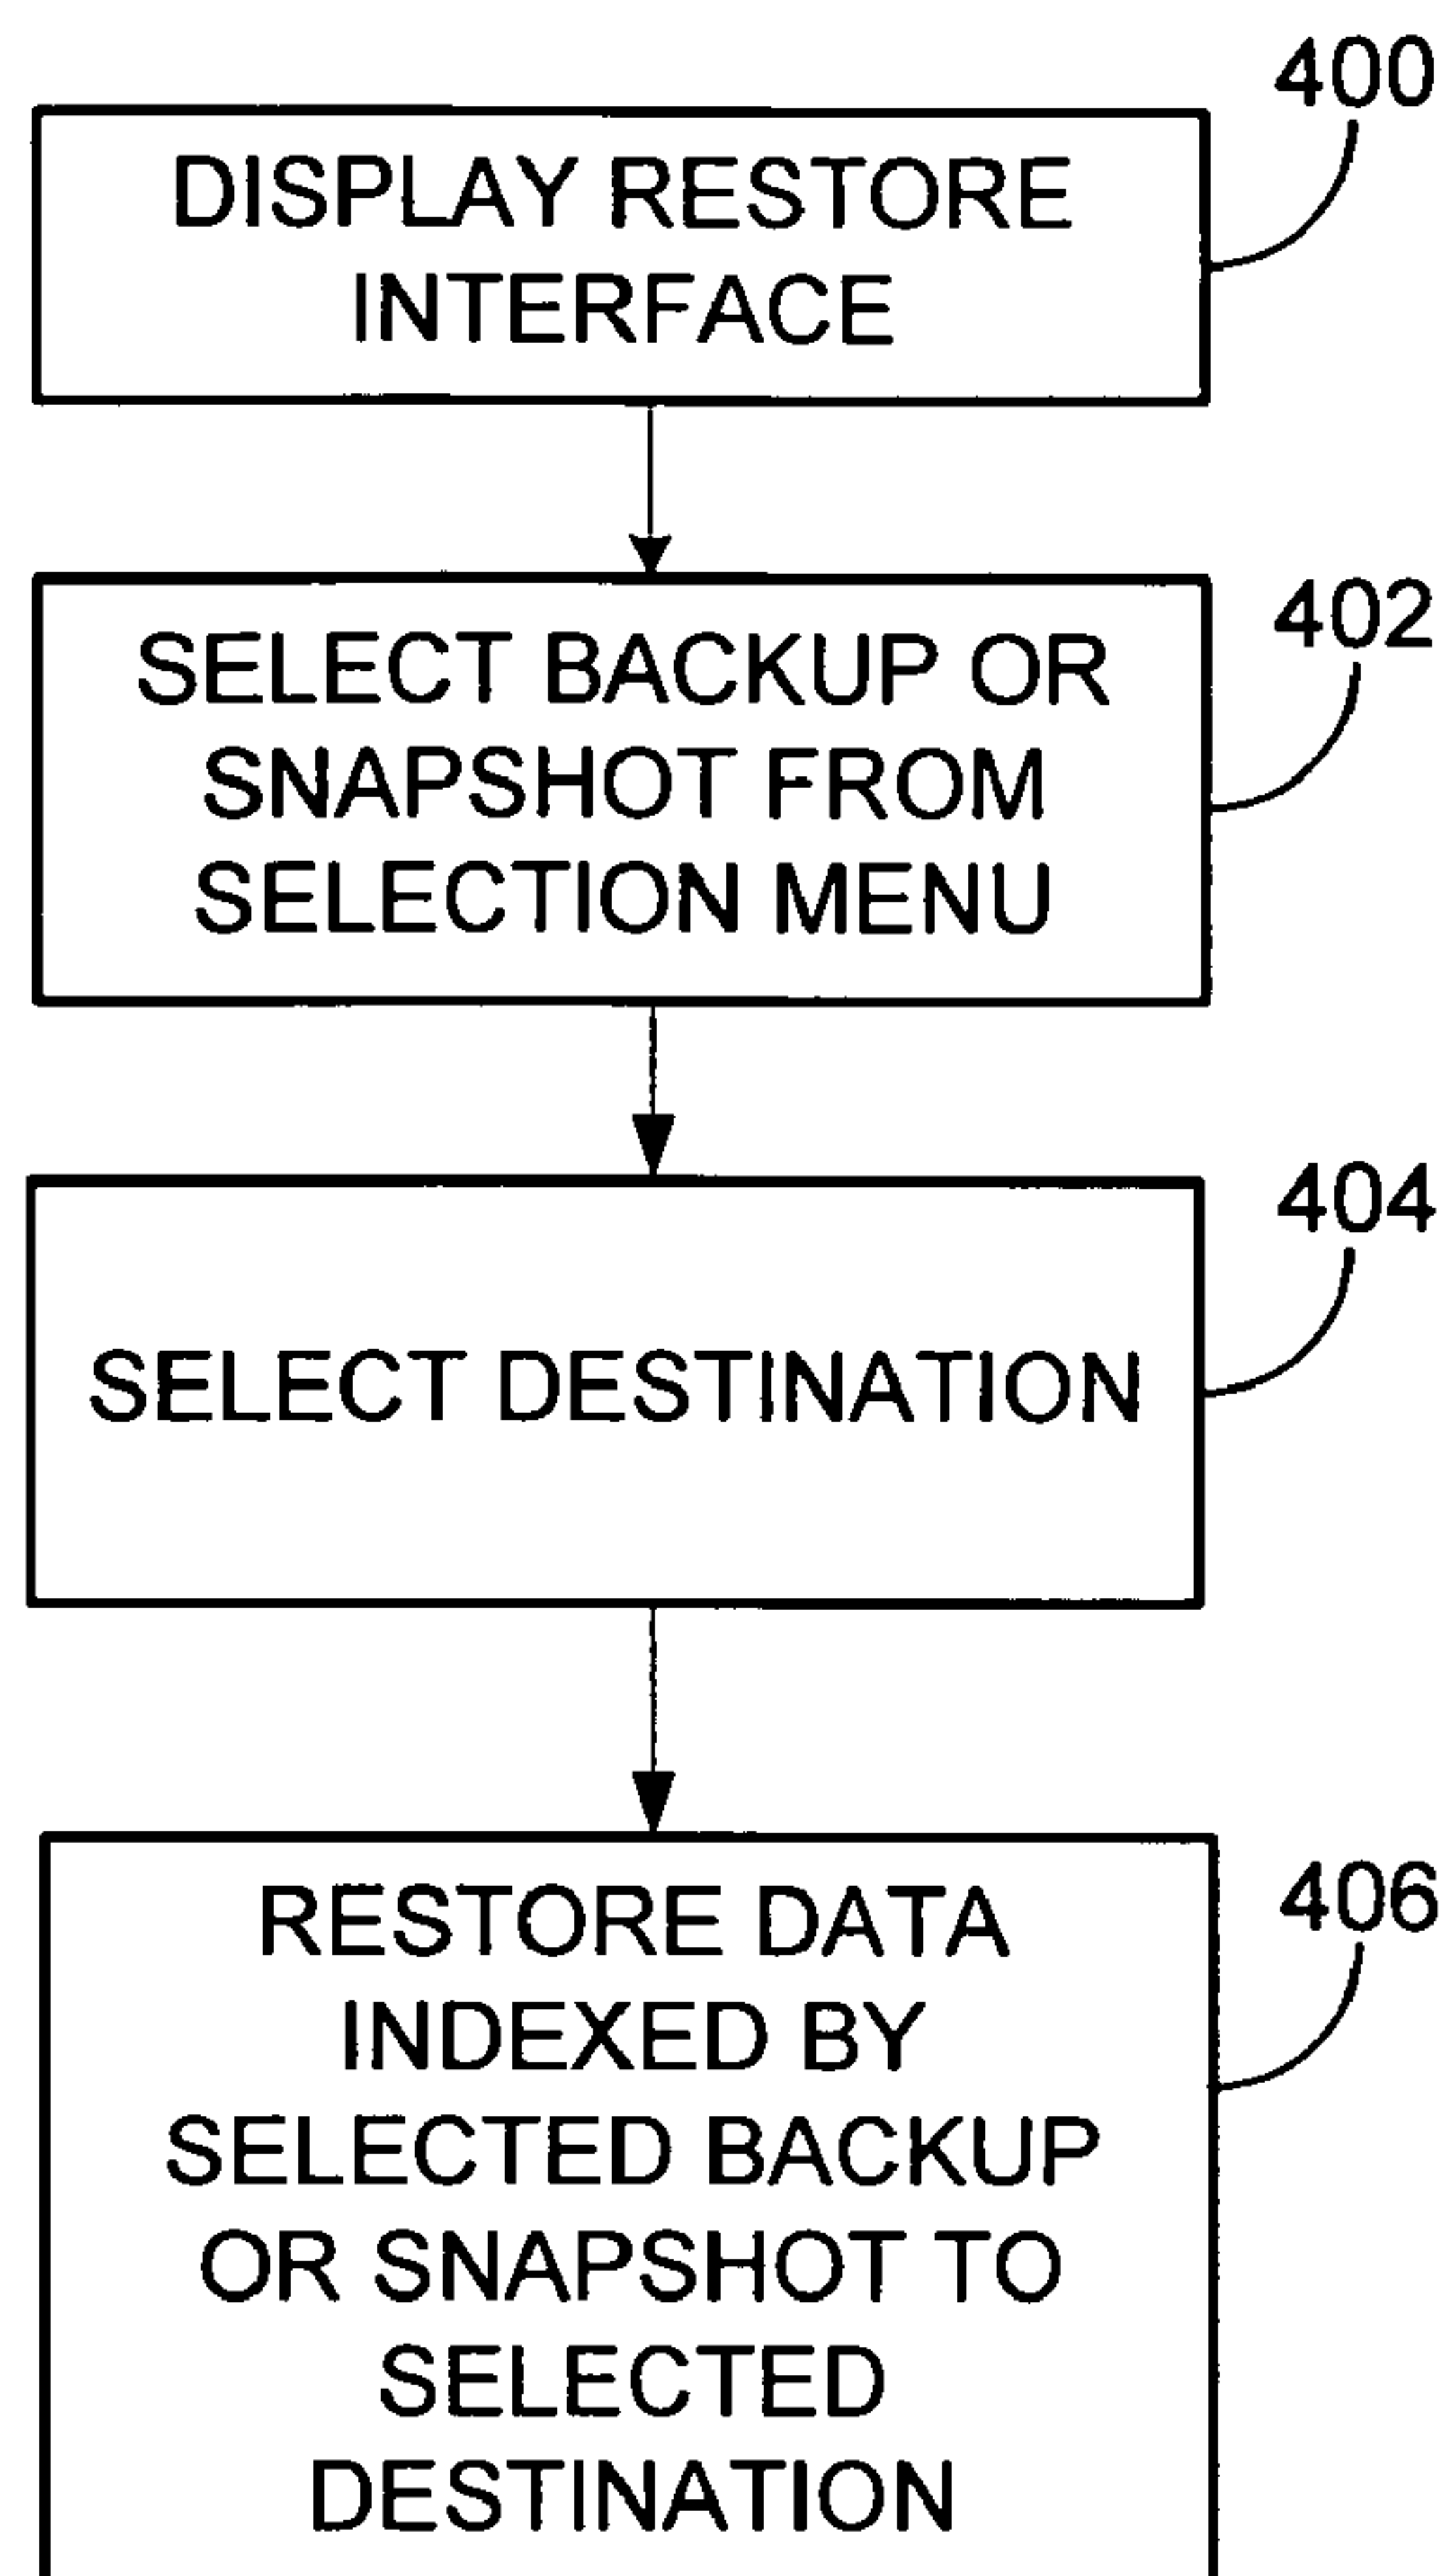 400
DISPLAY RESTORE
INTERFACE
402
SELECT BACKUP OR
SNAPSHOT FROM
SELECTION MENU
404
SELECT DESTINATION
406
RESTORE DATA
INDEXED BY
SELECTED BACKUP
OR SNAPSHOT TO
SELECTED
DESTINATION